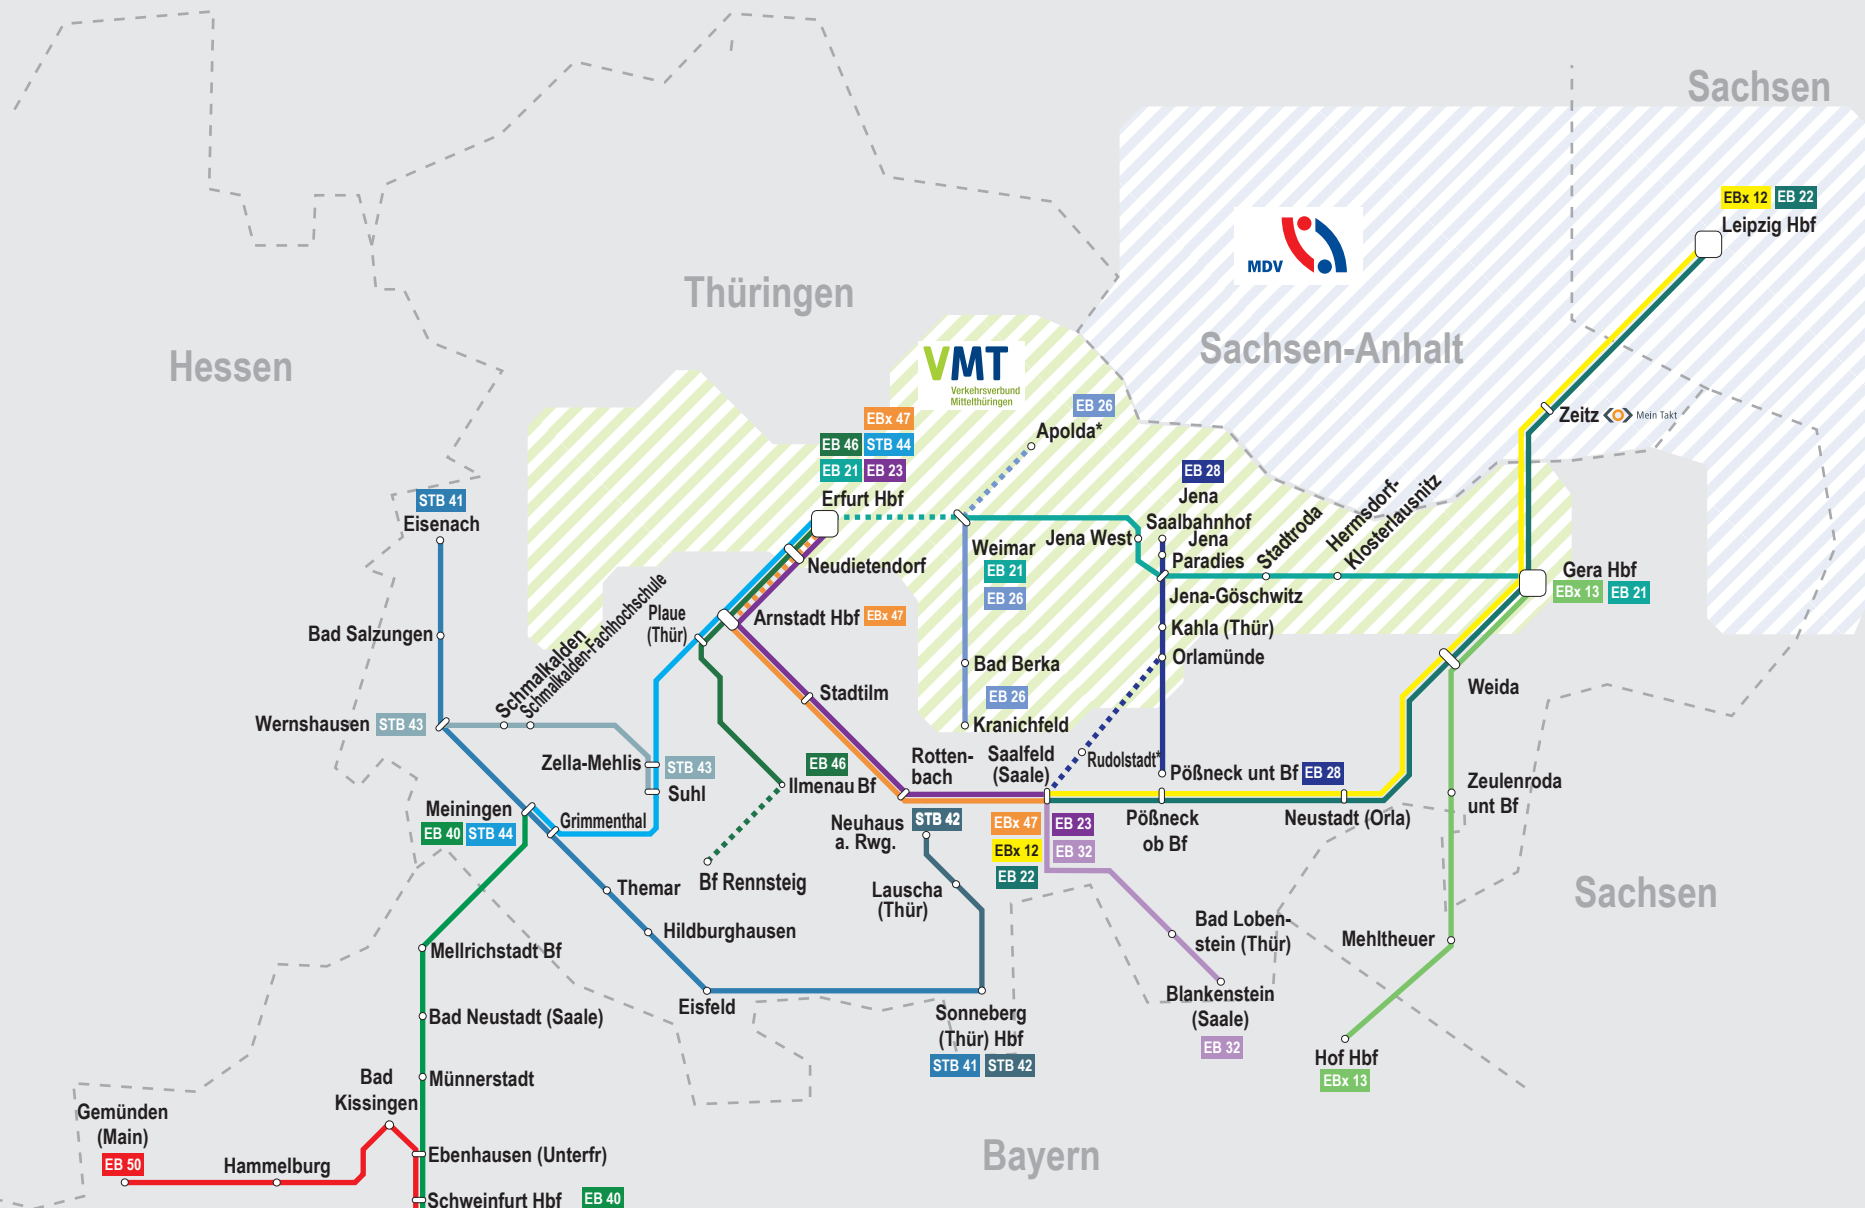 Sachsen
EBx 12 EB 22
Leipzig Hbf
MDV
Thüringen
Sachsen-Anhalt
Hessen
VMT
Verkehrsverbund
Mittelthüringen
EBx 47
EB 46 STB 44
EB 21 EB 23
Erfurt Hbf
EB 26
Apolda*
Zeitz Mein Takt
EB 28
Jena
Saalbahnhof
Jena
Paradies
Jena West
Stadtroda
Hermsdorf-
Klosterlausnitz
STB 41
Eisenach
Weimar
EB 21
EB 26
Neudietendorf
Gera Hbf
EBx 13 EB 21
Jena-Göschwitz
Plaue
(Thür)
Arnstadt Hbf EBx 47
Kahla (Thür)
Bad Salzungen
Schmalkalden
Schmalkalden-Fachhochschule
Bad Berka
Orlamünde
EB 26
Kranichfeld
Stadtilm
Weida
Wernshausen STB 43
Zella-Mehlis STB 43
Suhl
EB 46
Ilmenau Bf
Rotten-
bach
Saalfeld
(Saale)
Rudolstadt*
Pößneck unt Bf EB 28
Zeulenroda
unt Bf
Meiningen
EB 40 STB 44
Grimmenthal
Neuhaus
a. Rwg.
STB 42
EBx 47 EB 23
EBx 12 EB 32
EB 22
Pößneck
ob Bf
Neustadt (Orla)
Themar
Bf Rennsteig
Lauscha
(Thür)
Sachsen
Hildburghausen
Bad Loben-
stein (Thür)
Mehltheuer
Mellrichstadt Bf
Eisfeld
Blankenstein
(Saale)
EB 32
Sonneberg
(Thür) Hbf
STB 41 STB 42
Bad Neustadt (Saale)
Hof Hbf
EBx 13
Münnerstadt
Bad
Kissingen
Gemünden
(Main)
EB 50
Hammelburg
Ebenhausen (Unterfr)
Bayern
Schweinfurt Hbf EB 40